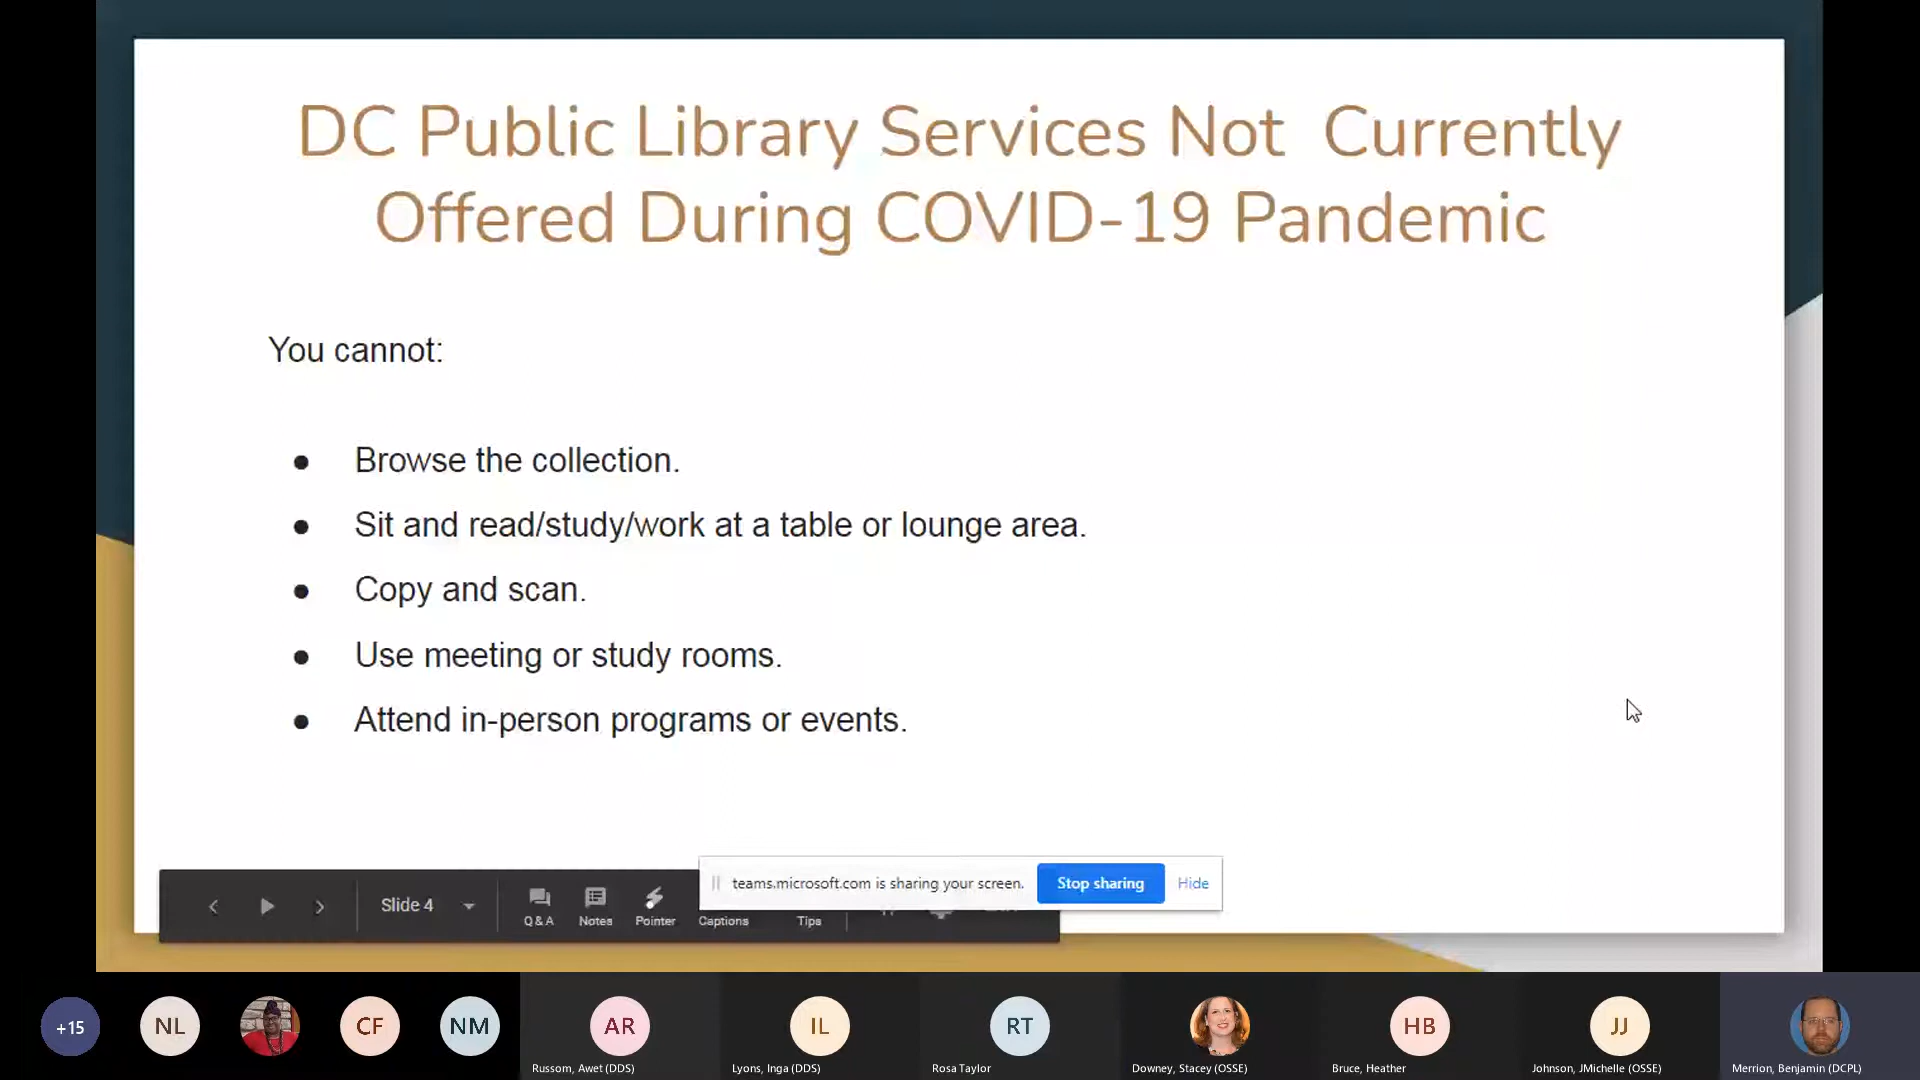 DC Public Library Services Not Currently
Offered During COVID-19 Pandemic
You cannot:
● Browse the collection.
● Sit and read/study/work at a table or lounge area.
● Copy and scan.
● Use meeting or study rooms.
● Attend in-person programs or events.
teams.microsoft.com is sharing your screen. Stop sharing Hide
Slide 4
Q & A Notes Pointer Captions Tips
+15 NL CF NM AR IL RT HB JJ
Russom, Awet (DDS) Lyons, Inga (DDS) Rosa Taylor Downey, Stacey (OSSE) Bruce, Heather Johnson, JMichelle (OSSE) Merrion, Benjamin (DCPL)